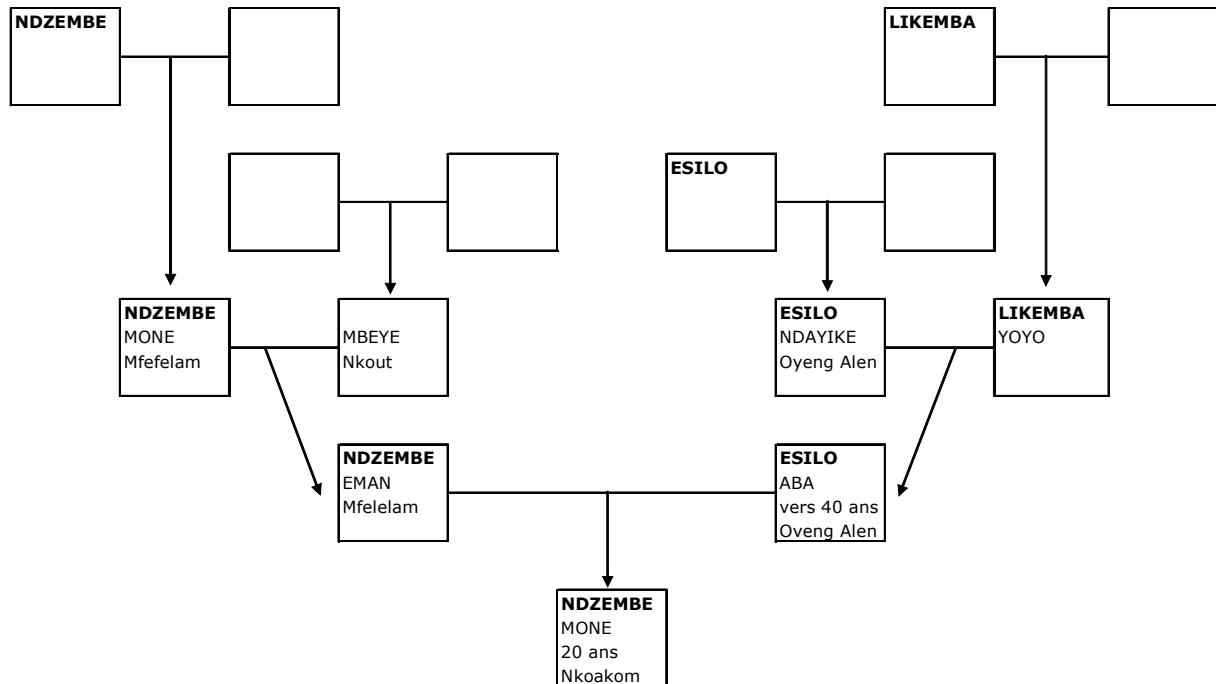 NDZEMBE
LIKEMBA
ESILO
NDZEMBE
MONE
Mfefelam
MBEYE
Nkout
ESILO
NDAYIKE
Oyeng Alen
LIKEMBA
YOYO
NDZEMBE
EMAN
Mfelelam
ESILO
ABA
vers 40 ans
Oveng Alen
NDZEMBE
MONE
20 ans
Nkoakom